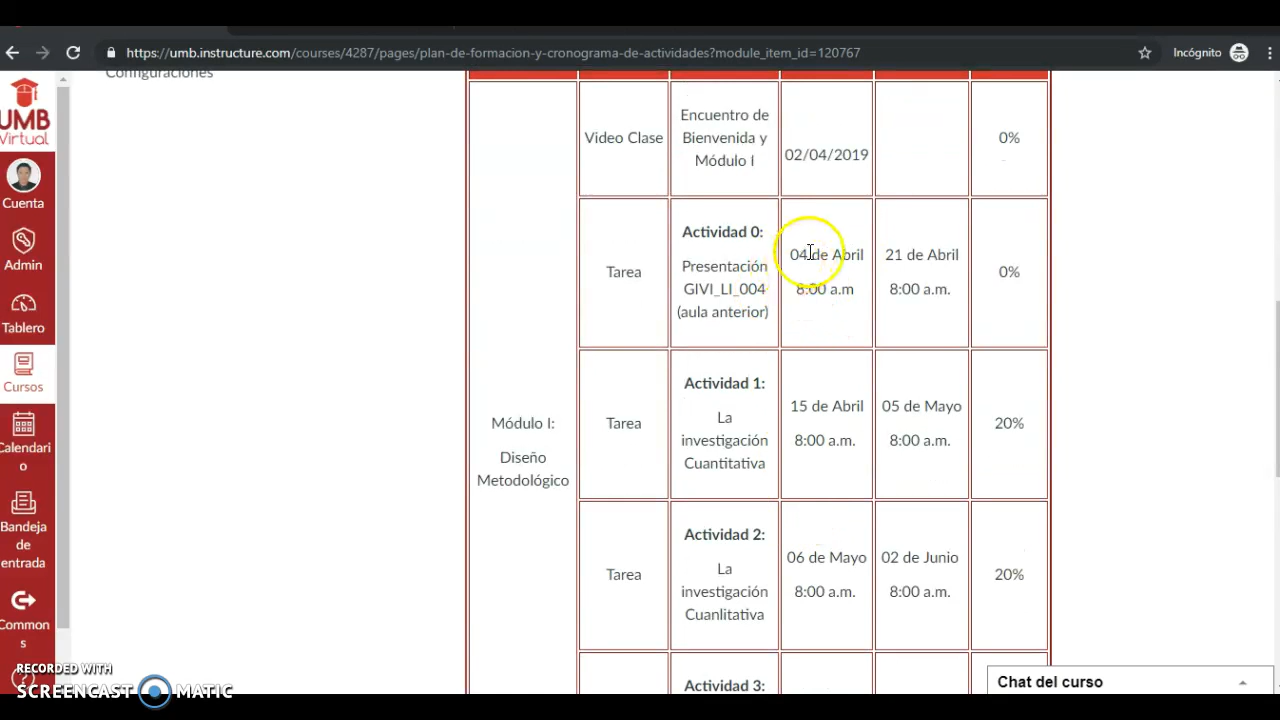 https://umb.instructure.com/courses/4287/pages/plan-de-formacion-y-cronograma-de-actividades?module_item_id=120767
Incógnito
Configuraciones
UMB
Virtual
Cuenta
Admin
Tablero
Cursos
Calendari
o
Bandeja
de
entrada
Common
s
Módulo I:
Diseño
Metodológico
Video Clase
Encuentro de
Bienvenida y
Módulo I
02/04/2019
0%
Tarea
Actividad 0:
Presentación
GIVI_LI_004
(aula anterior)
04 de Abril
8:00 a.m
21 de Abril
8:00 a.m.
0%
Tarea
Actividad 1:
La
investigación
Cuantitativa
15 de Abril
8:00 a.m.
05 de Mayo
8:00 a.m.
20%
Tarea
Actividad 2:
La
investigación
Cuanlitativa
06 de Mayo
8:00 a.m.
02 de Junio
8:00 a.m.
20%
Actividad 3:
Chat del curso
RECORDED WITH
SCREENCAST MATIC